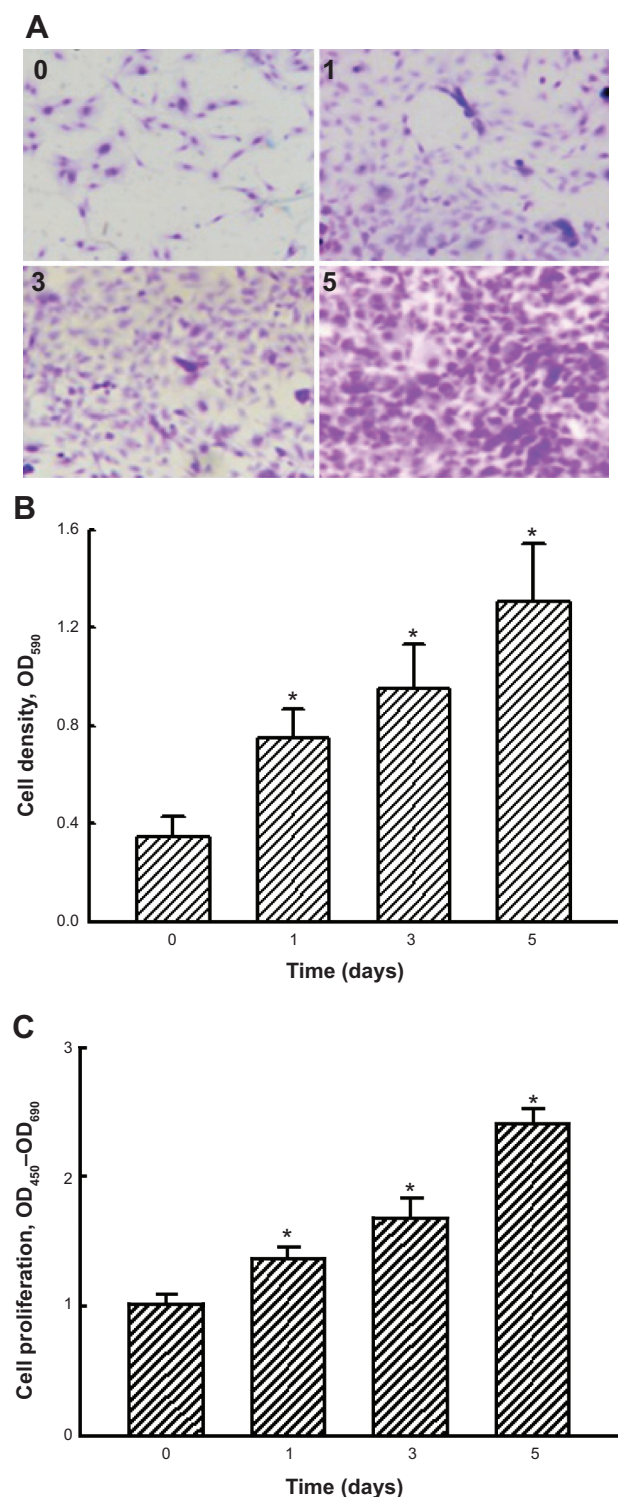 A
0 1
3 5
B
1.6
1.2
0.8
0.4
0.0
Cell density, OD590
* * *
0 1 3 5
Time (days)
C
3
2
1
0
Cell proliferation, OD450–OD690
* * *
0 1 3 5
Time (days)